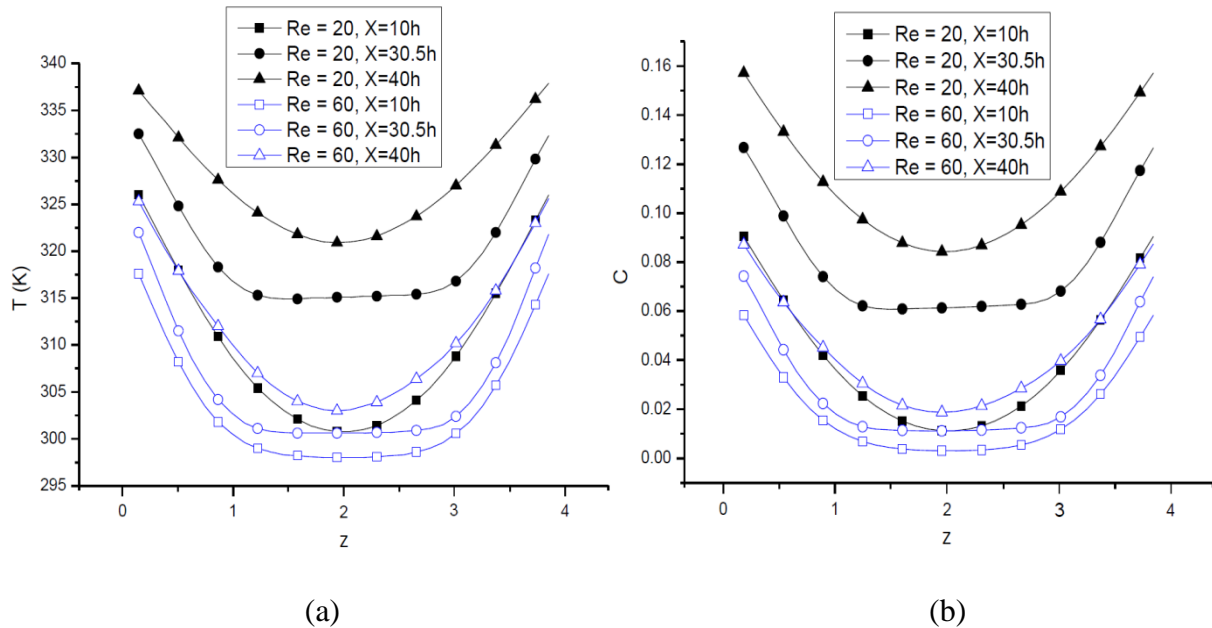 Re = 20, X=10h
Re = 20, X=30.5h
Re = 20, X=40h
Re = 60, X=10h
Re = 60, X=30.5h
Re = 60, X=40h
340
335
330
325
320
315
310
305
300
295
T (K)
0 1 2 3 4
z
(a)
Re = 20, X=10h
Re = 20, X=30.5h
Re = 20, X=40h
Re = 60, X=10h
Re = 60, X=30.5h
Re = 60, X=40h
0.16
0.14
0.12
0.10
0.08
0.06
0.04
0.02
0.00
C
0 1 2 3 4
z
(b)